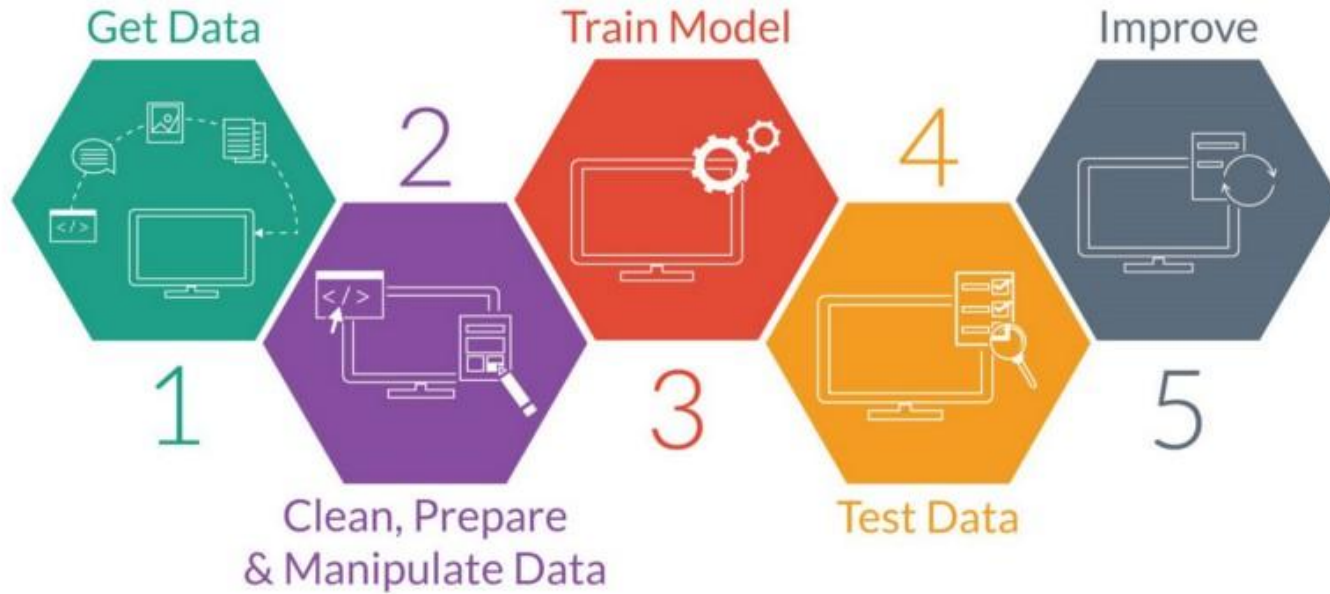 Get Data
1
2
Clean, Prepare
& Manipulate Data
Train Model
3
4
Test Data
Improve
5
</>
</>